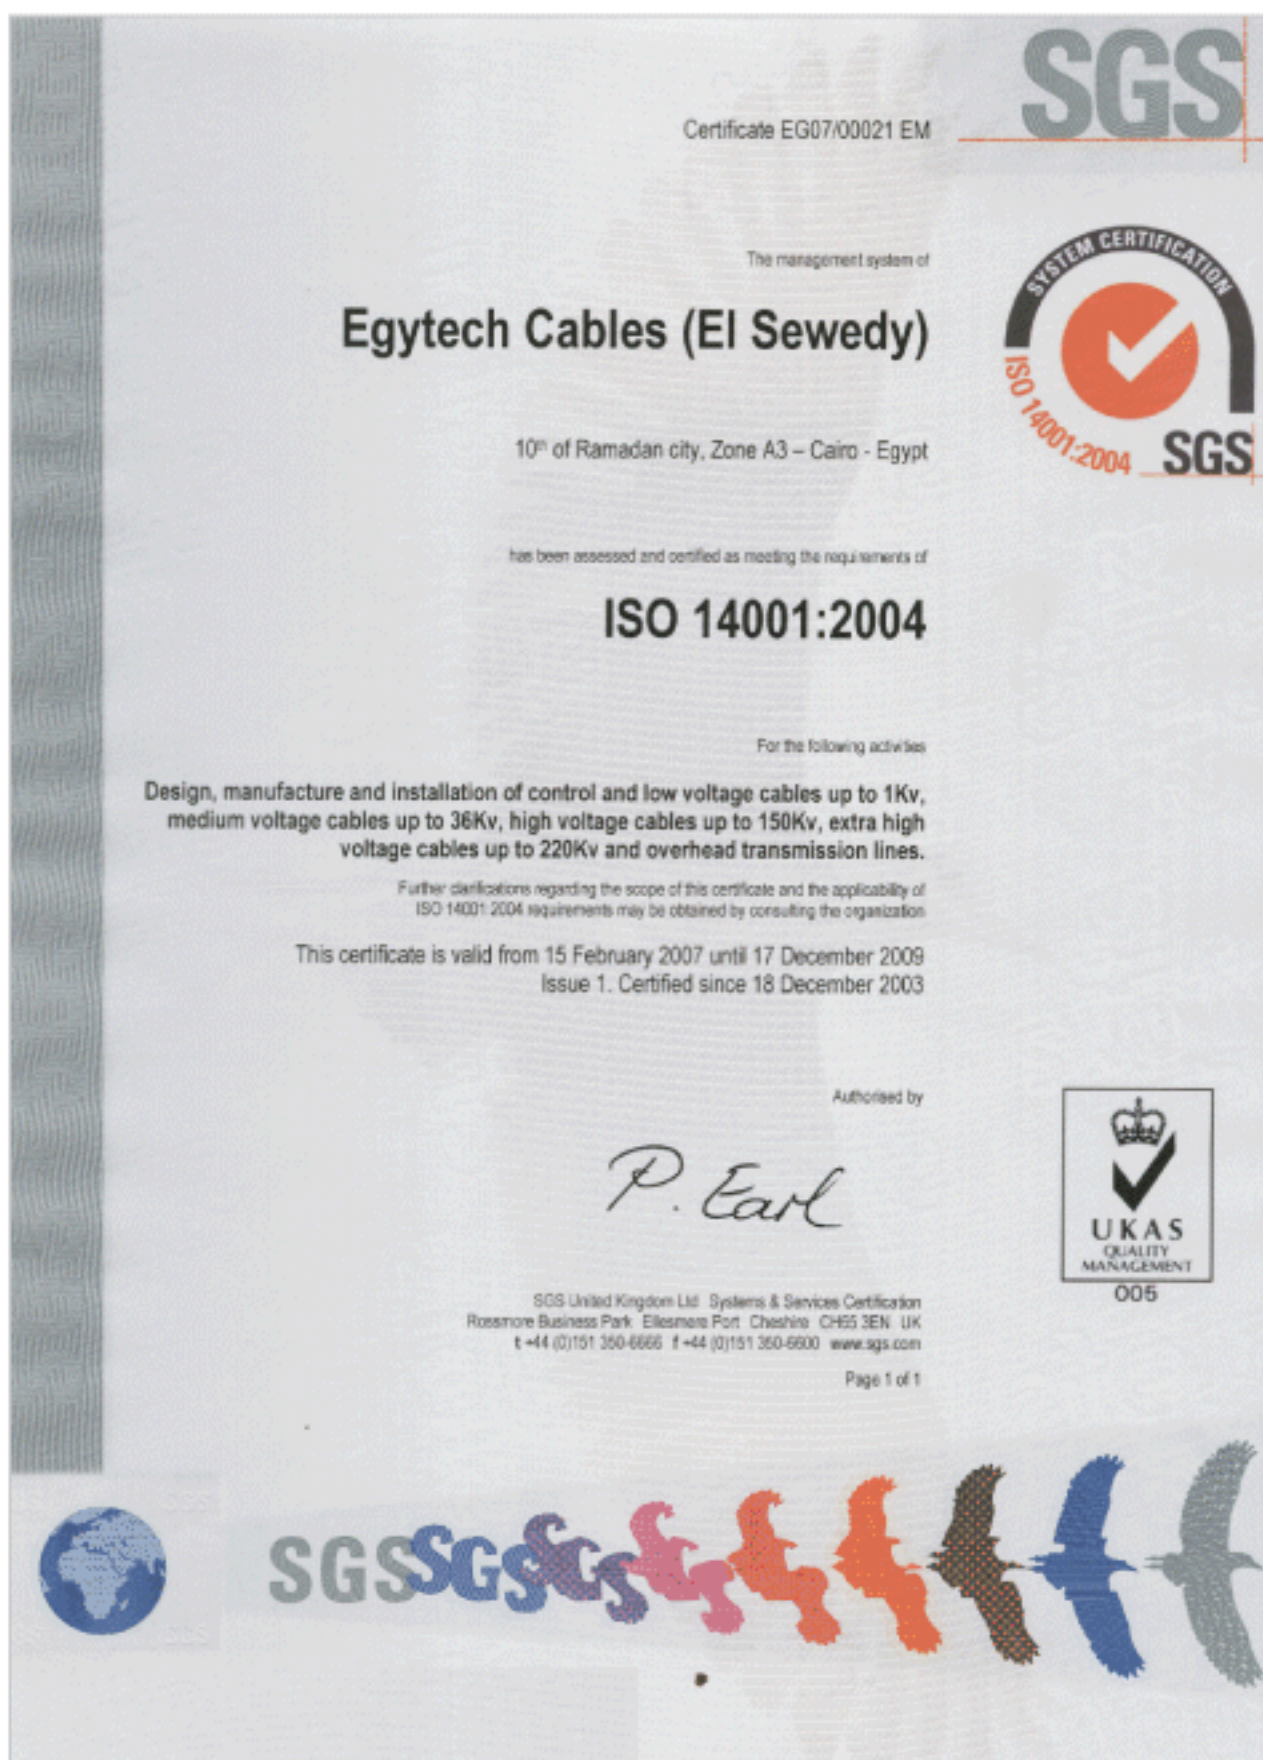 SGS
Certificate EG07/00021 EM
The management system of
Egytech Cables (El Sewedy)
SYSTEM CERTIFICATION
ISO 14001:2004
SGS
10th of Ramadan city, Zone A3 – Cairo - Egypt
has been assessed and certified as meeting the requirements of
ISO 14001:2004
For the following activities
Design, manufacture and installation of control and low voltage cables up to 1Kv,
medium voltage cables up to 36Kv, high voltage cables up to 150Kv, extra high
voltage cables up to 220Kv and overhead transmission lines.
Further clarifications regarding the scope of this certificate and the applicability of
ISO 14001:2004 requirements may be obtained by consulting the organization
This certificate is valid from 15 February 2007 until 17 December 2009
Issue 1. Certified since 18 December 2003
Authorised by
P. Earl
UKAS
QUALITY
MANAGEMENT
005
SGS United Kingdom Ltd Systems & Services Certification
Rossmore Business Park Ellesmere Port Cheshire CH65 3EN UK
t +44 (0)151 350-6666 f +44 (0)151 350-6600 www.sgs.com
Page 1 of 1
SGS SGS SGS